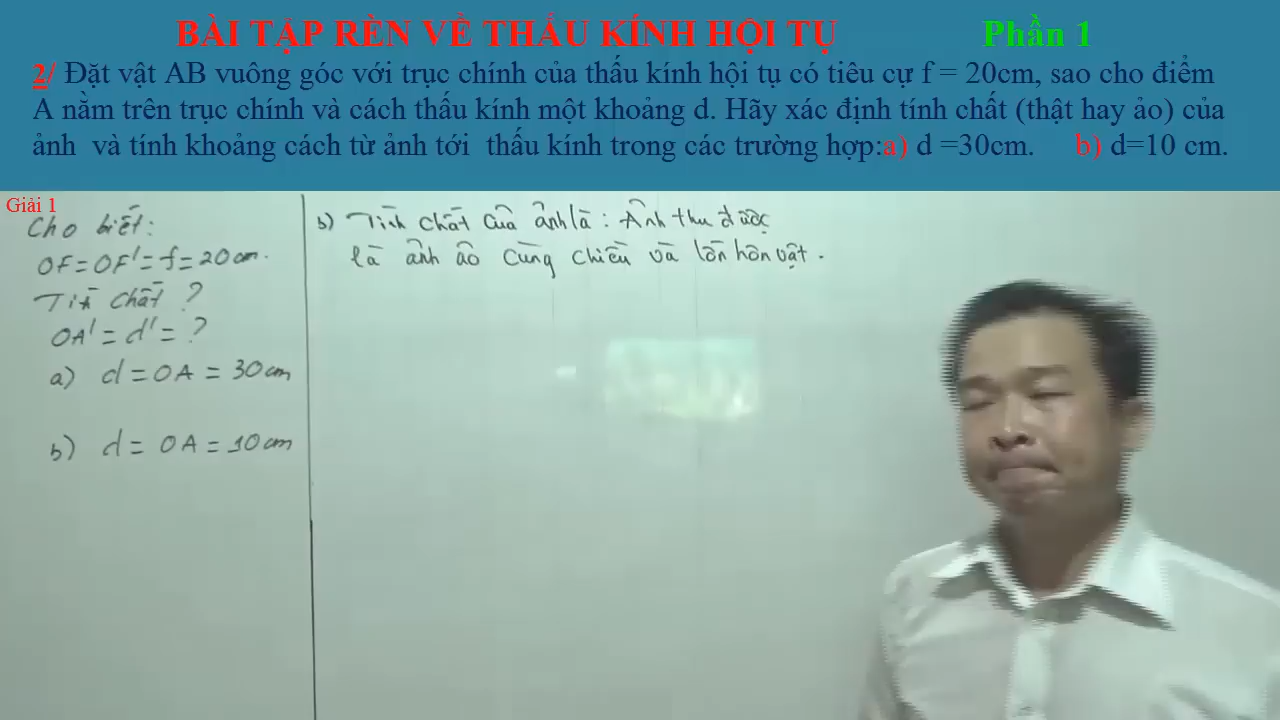 BÀI TẬP RÈN VỀ THẤU KÍNH HỘI TỤ Phần 1
2/ Đặt vật AB vuông góc với trục chính của thấu kính hội tụ có tiêu cự f = 20cm, sao cho điểm
A nằm trên trục chính và cách thấu kính một khoảng d. Hãy xác định tính chất (thật hay ảo) của
ảnh và tính khoảng cách từ ảnh tới thấu kính trong các trường hợp:a) d =30cm. b) d=10 cm.
Giải 1
Cho biết:
OF = OF' = f = 20cm.
Tính chất ?
OA' = d' = ?
a) d = OA = 30cm
b) d = OA = 10cm
b) Tính chất của ảnh là : Ảnh thu được
là ảnh ảo cùng chiều và lớn hơn vật .